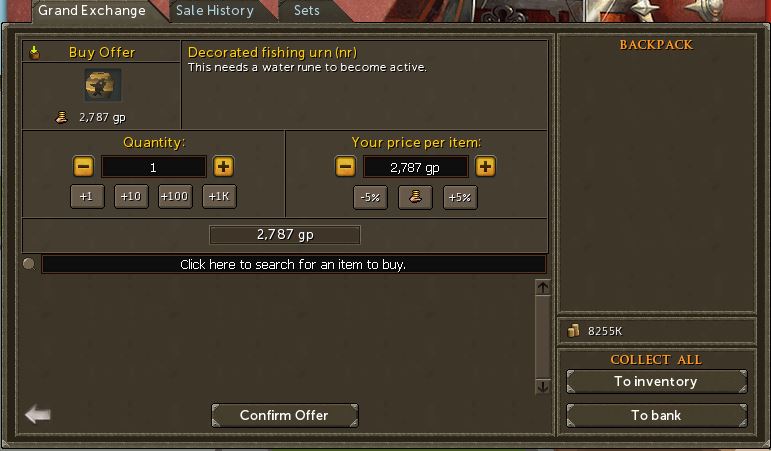 Grand Exchange
Sale History
Sets
Buy Offer
2,787 gp
Decorated fishing urn (nr)
This needs a water rune to become active.
Quantity:
1
+1
+10
+100
+1K
Your price per item:
2,787 gp
-5%
+5%
2,787 gp
Click here to search for an item to buy.
Confirm Offer
BACKPACK
8255K
COLLECT ALL
To inventory
To bank